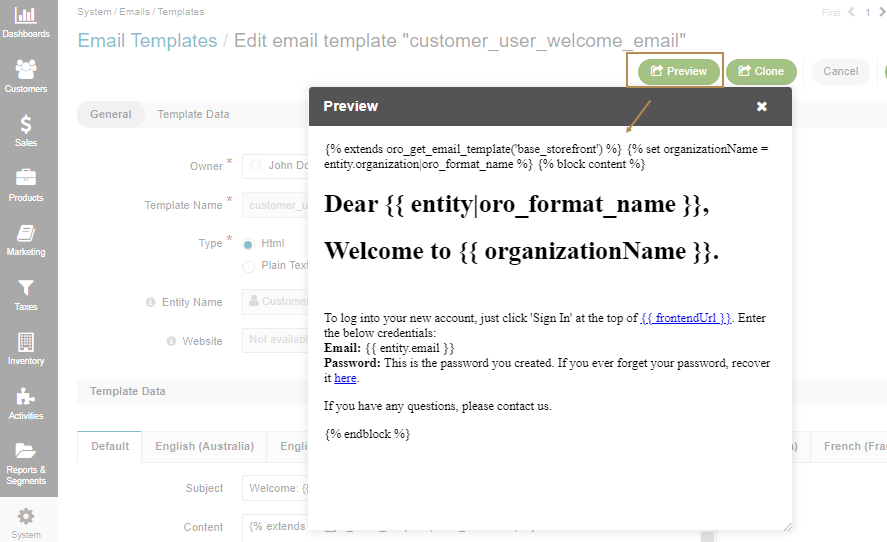 System / Emails / Templates
First 1
Email Templates / Edit email template "customer_user_welcome_email"
Preview Clone Cancel
Dashboards
Customers
Sales
Products
Marketing
Taxes
Inventory
Activities
Reports &
Segments
System
General Template Data
Owner * John Do
Template Name * customer_u
Type * Html
Plain Text
Entity Name Custome
Website Not availabl
Template Data
Default English (Australia) Engli ) French (Fra
Subject Welcome: {{
Content {% extends
Preview
{% extends oro_get_email_template('base_storefront') %} {% set organizationName =
entity.organization|oro_format_name %} {% block content %}
Dear {{ entity|oro_format_name }},
Welcome to {{ organizationName }}.
To log into your new account, just click 'Sign In' at the top of {{ frontendUrl }}. Enter
the below credentials:
Email: {{ entity.email }}
Password: This is the password you created. If you ever forget your password, recover
it here.
If you have any questions, please contact us.
{% endblock %}